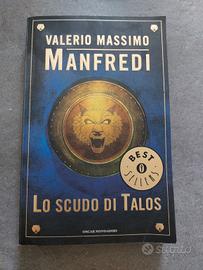 VALERIO MASSIMO
MANFREDI
BEST
SELLERS
LO SCUDO DI TALOS
OSCAR MONDADORI
subito